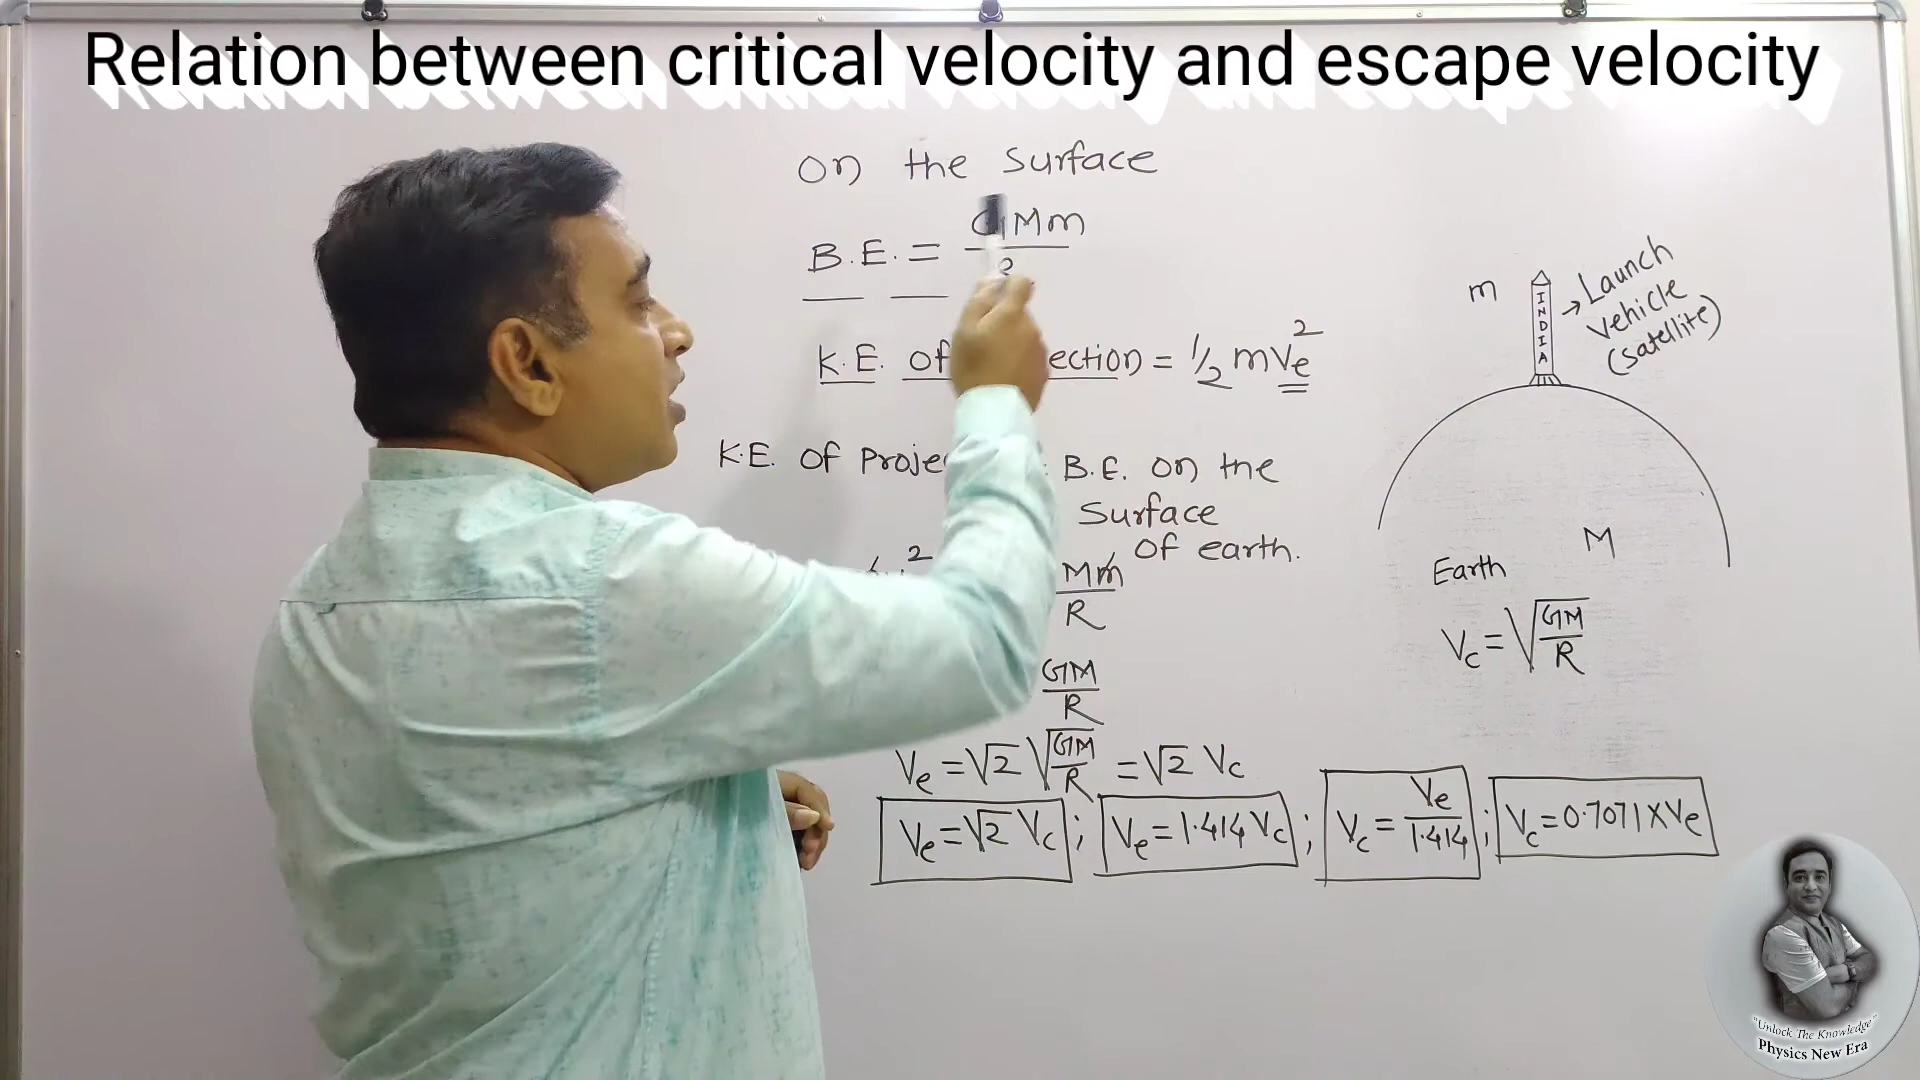 Relation between critical velocity and escape velocity
On the Surface
B.E. = GMm
K.E. of ection = 1/2 mVe²
K.E. of Proje B.E. on the
Surface
of earth.
2 Mm
R
GM
R
Ve = √2 √GM/R = √2 Vc
Ve = √2 Vc ; Ve = 1.414 Vc ; Vc = Ve/1.414 ; Vc = 0.7071 X Ve
m
INDIA
→ Launch
vehicle
(satellite)
M
Earth
Vc = √GM/R
"Unlock The Knowledge"
Physics New Era